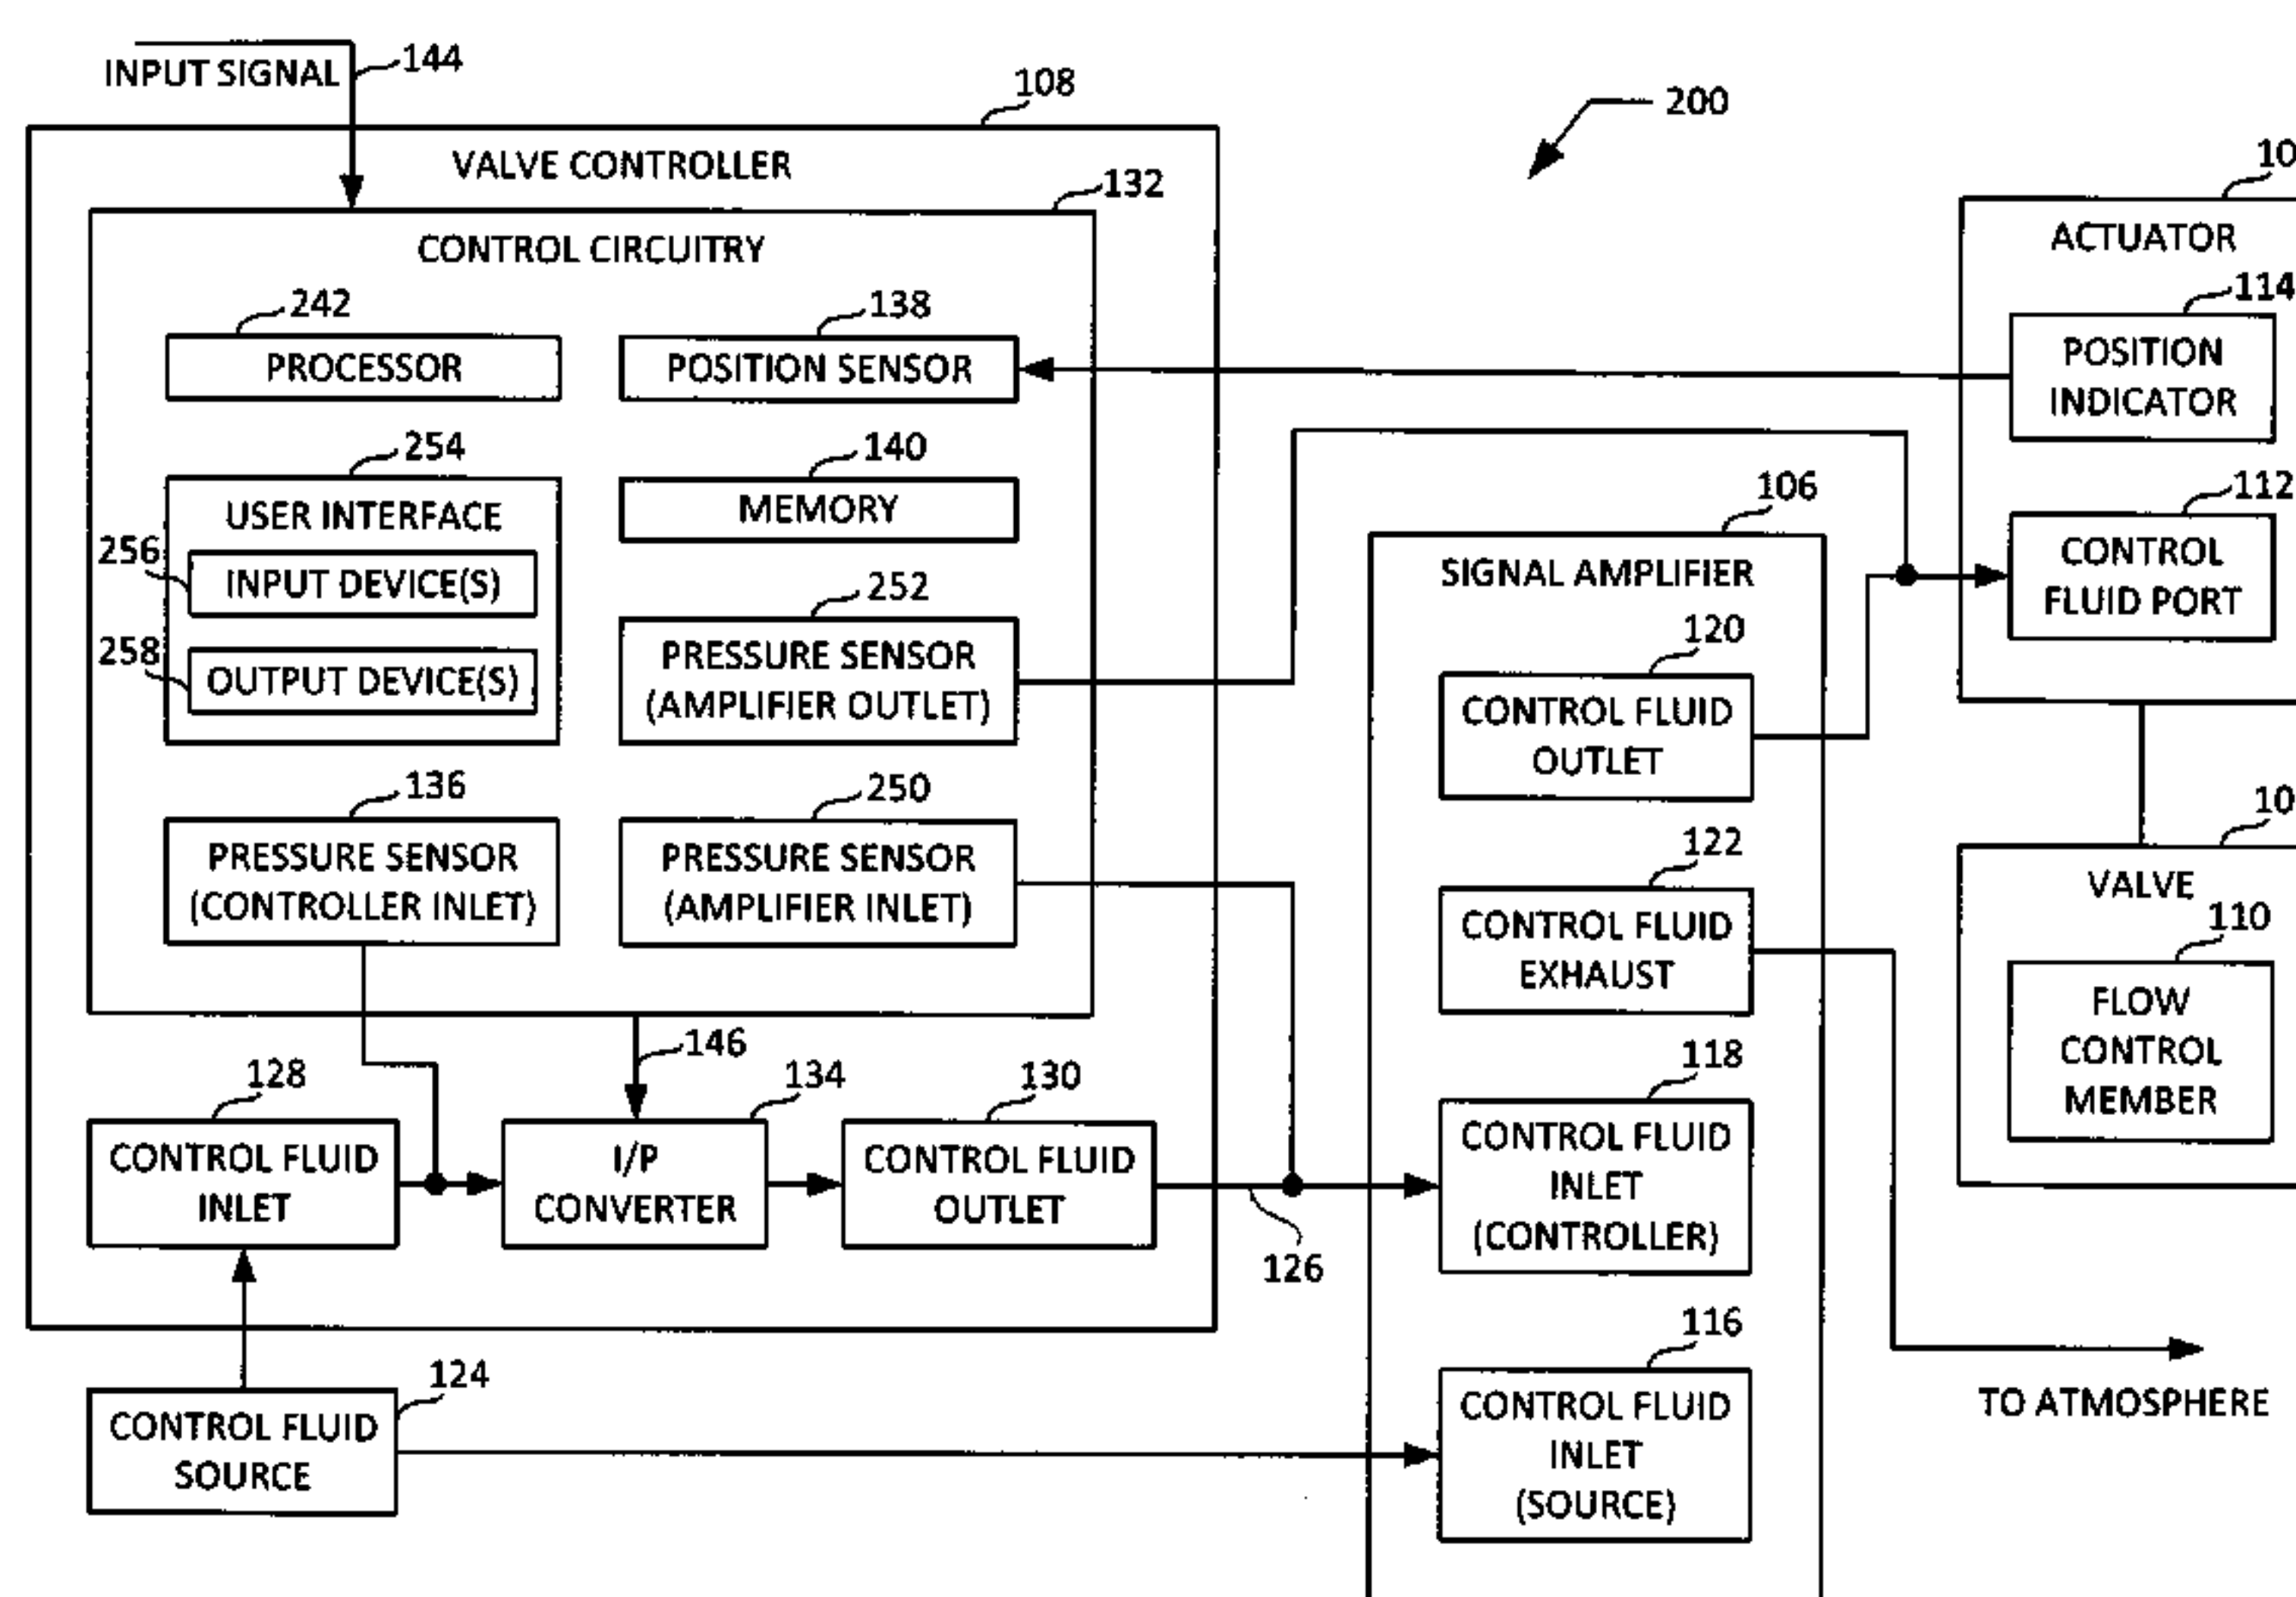 INPUT SIGNAL
144
108
200
VALVE CONTROLLER
132
CONTROL CIRCUITRY
242
PROCESSOR
138
POSITION SENSOR
254
USER INTERFACE
256
INPUT DEVICE(S)
258
OUTPUT DEVICE(S)
140
MEMORY
252
PRESSURE SENSOR
(AMPLIFIER OUTLET)
136
PRESSURE SENSOR
(CONTROLLER INLET)
250
PRESSURE SENSOR
(AMPLIFIER INLET)
146
128
CONTROL FLUID
INLET
134
I/P
CONVERTER
130
CONTROL FLUID
OUTLET
126
124
CONTROL FLUID
SOURCE
106
SIGNAL AMPLIFIER
120
CONTROL FLUID
OUTLET
122
CONTROL FLUID
EXHAUST
118
CONTROL FLUID
INLET
(CONTROLLER)
116
CONTROL FLUID
INLET
(SOURCE)
10
ACTUATOR
114
POSITION
INDICATOR
112
CONTROL
FLUID PORT
10
VALVE
110
FLOW
CONTROL
MEMBER
TO ATMOSPHERE